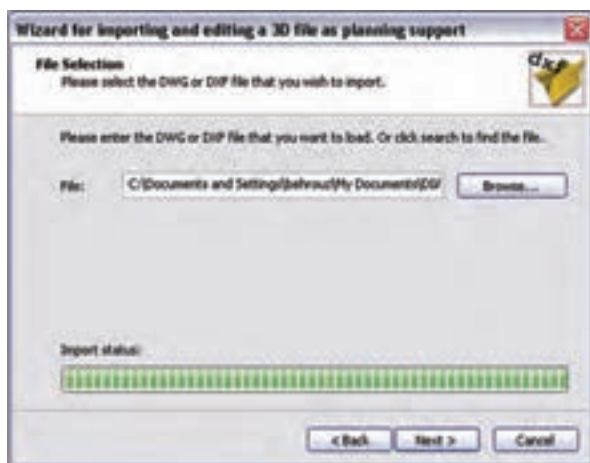 Wizard for importing and editing a 3D file as planning support
File Selection
Please select the DWG or DXF file that you wish to import.
dxf
Please enter the DWG or DXF file that you want to load. Or click search to find the file.
File: C:\Documents and Settings\behrouz\My Documents\ Browse...
Import status:
< Back Next > Cancel